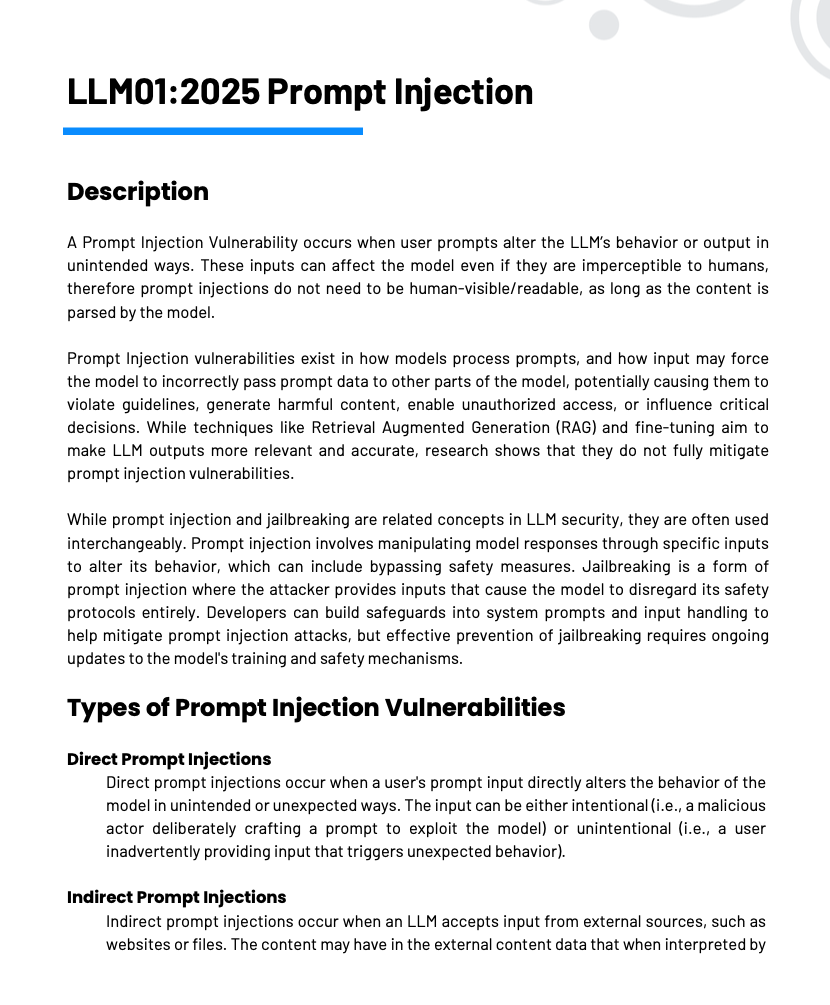 LLM01:2025 Prompt Injection
Description
A Prompt Injection Vulnerability occurs when user prompts alter the LLM’s behavior or output in
unintended ways. These inputs can affect the model even if they are imperceptible to humans,
therefore prompt injections do not need to be human-visible/readable, as long as the content is
parsed by the model.
Prompt Injection vulnerabilities exist in how models process prompts, and how input may force
the model to incorrectly pass prompt data to other parts of the model, potentially causing them to
violate guidelines, generate harmful content, enable unauthorized access, or influence critical
decisions. While techniques like Retrieval Augmented Generation (RAG) and fine-tuning aim to
make LLM outputs more relevant and accurate, research shows that they do not fully mitigate
prompt injection vulnerabilities.
While prompt injection and jailbreaking are related concepts in LLM security, they are often used
interchangeably. Prompt injection involves manipulating model responses through specific inputs
to alter its behavior, which can include bypassing safety measures. Jailbreaking is a form of
prompt injection where the attacker provides inputs that cause the model to disregard its safety
protocols entirely. Developers can build safeguards into system prompts and input handling to
help mitigate prompt injection attacks, but effective prevention of jailbreaking requires ongoing
updates to the model's training and safety mechanisms.
Types of Prompt Injection Vulnerabilities
Direct Prompt Injections
Direct prompt injections occur when a user's prompt input directly alters the behavior of the
model in unintended or unexpected ways. The input can be either intentional (i.e., a malicious
actor deliberately crafting a prompt to exploit the model) or unintentional (i.e., a user
inadvertently providing input that triggers unexpected behavior).
Indirect Prompt Injections
Indirect prompt injections occur when an LLM accepts input from external sources, such as
websites or files. The content may have in the external content data that when interpreted by